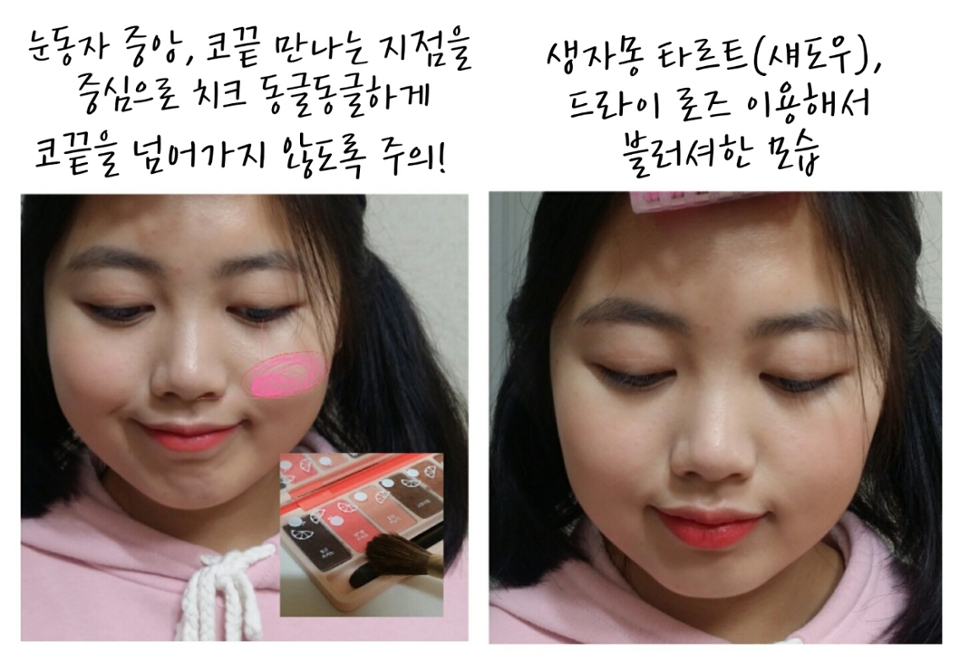 눈동자 중앙, 코끝 만나는 지점을
중심으로 치크 동글동글하게
코끝을 넘어가지 않도록 주의!
생자몽 타르트(섀도우),
드라이 로즈 이용해서
블러셔한 모습